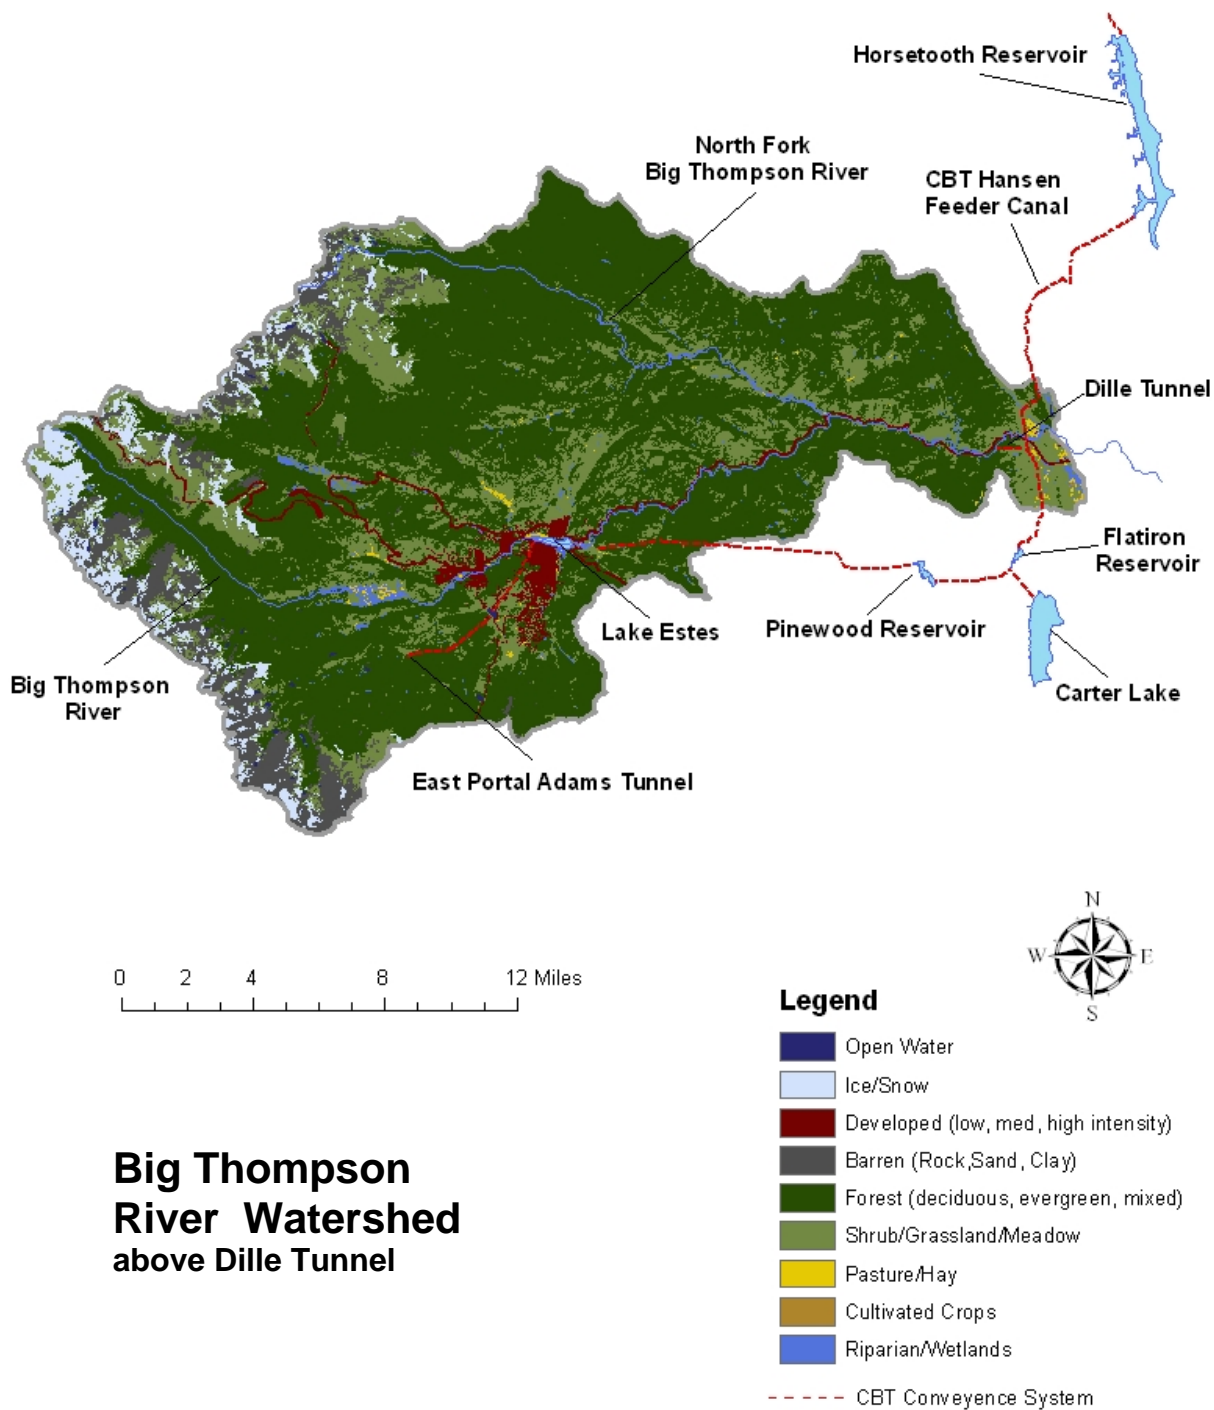 Horsetooth Reservoir
North Fork
Big Thompson River
CBT Hansen
Feeder Canal
Dille Tunnel
Flatiron
Reservoir
Lake Estes
Pinewood Reservoir
Big Thompson
River
Carter Lake
East Portal Adams Tunnel
N
W E
S
0 2 4 8 12 Miles
Legend
Open Water
Ice/Snow
Developed (low, med, high intensity)
Barren (Rock,Sand, Clay)
Forest (deciduous, evergreen, mixed)
Shrub/Grassland/Meadow
Pasture/Hay
Cultivated Crops
Riparian/Wetlands
CBT Conveyence System
Big Thompson
River Watershed
above Dille Tunnel